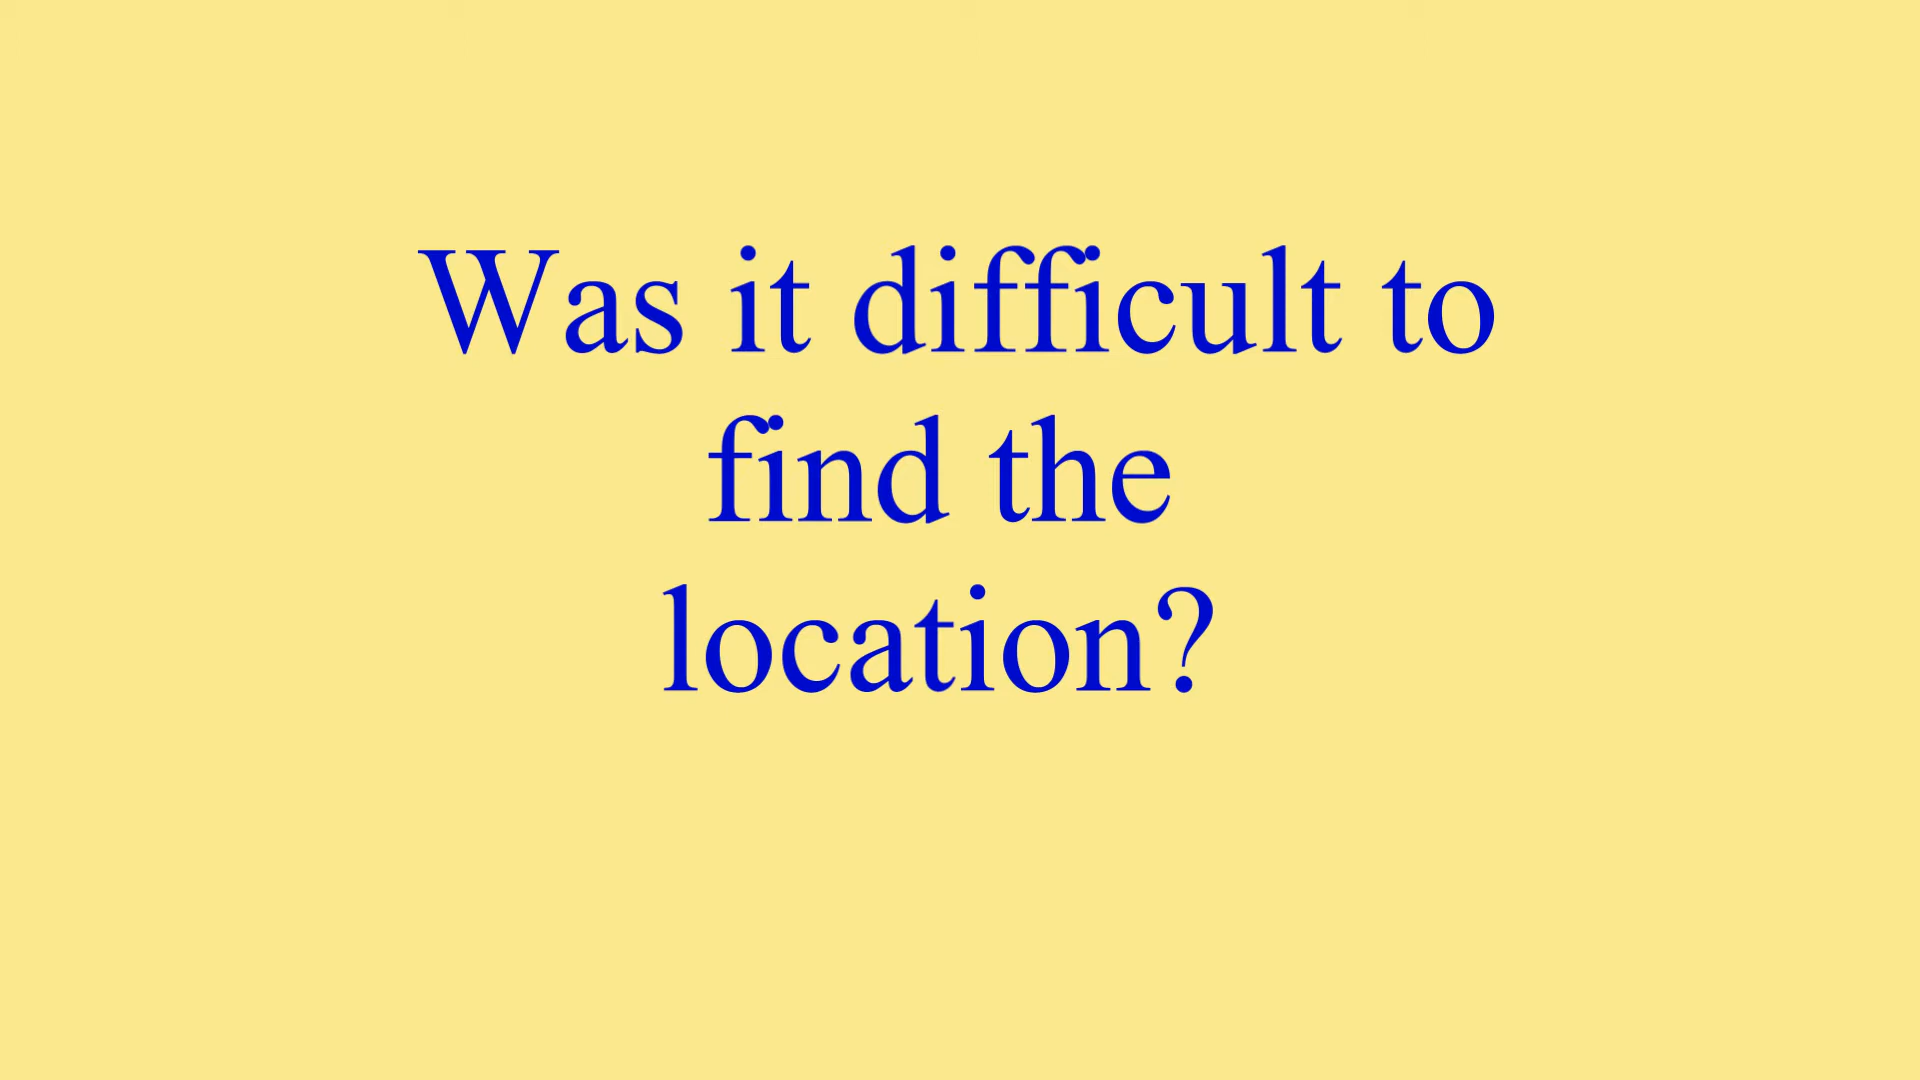 Was it difficult to
find the
location?